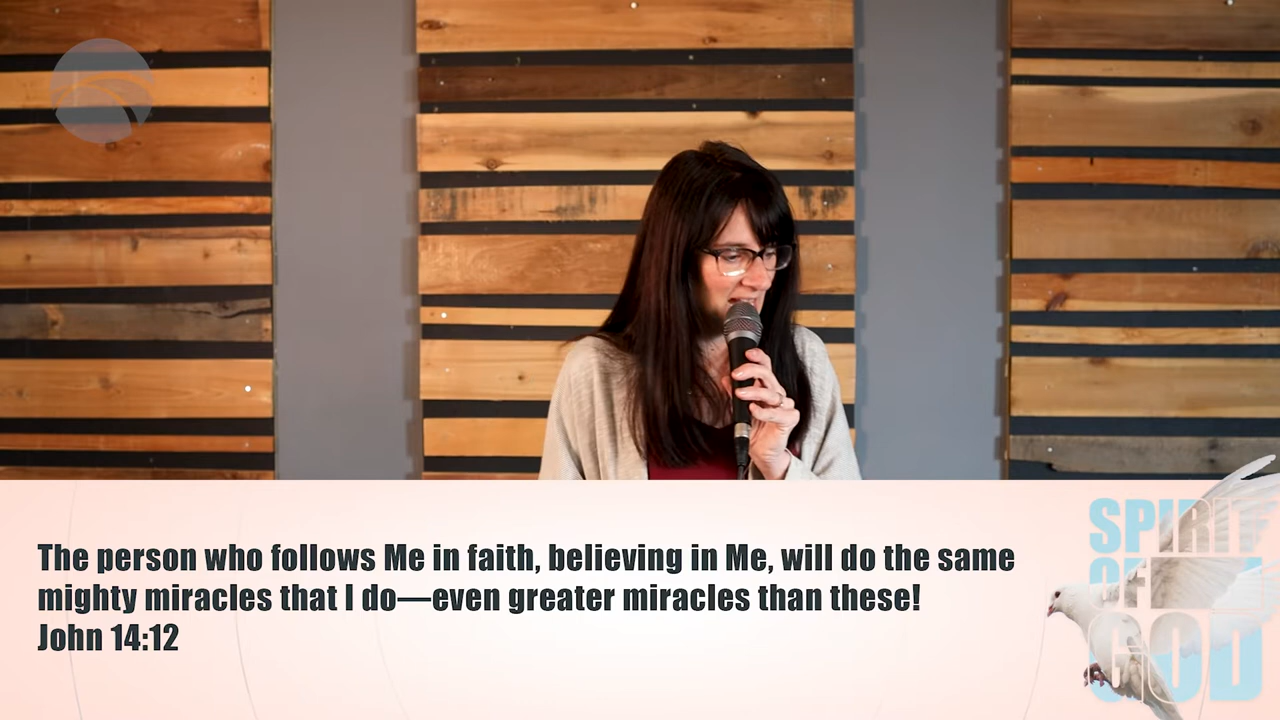 The person who follows Me in faith, believing in Me, will do the same
mighty miracles that I do—even greater miracles than these!
John 14:12
SPIRIT
OF
GOD